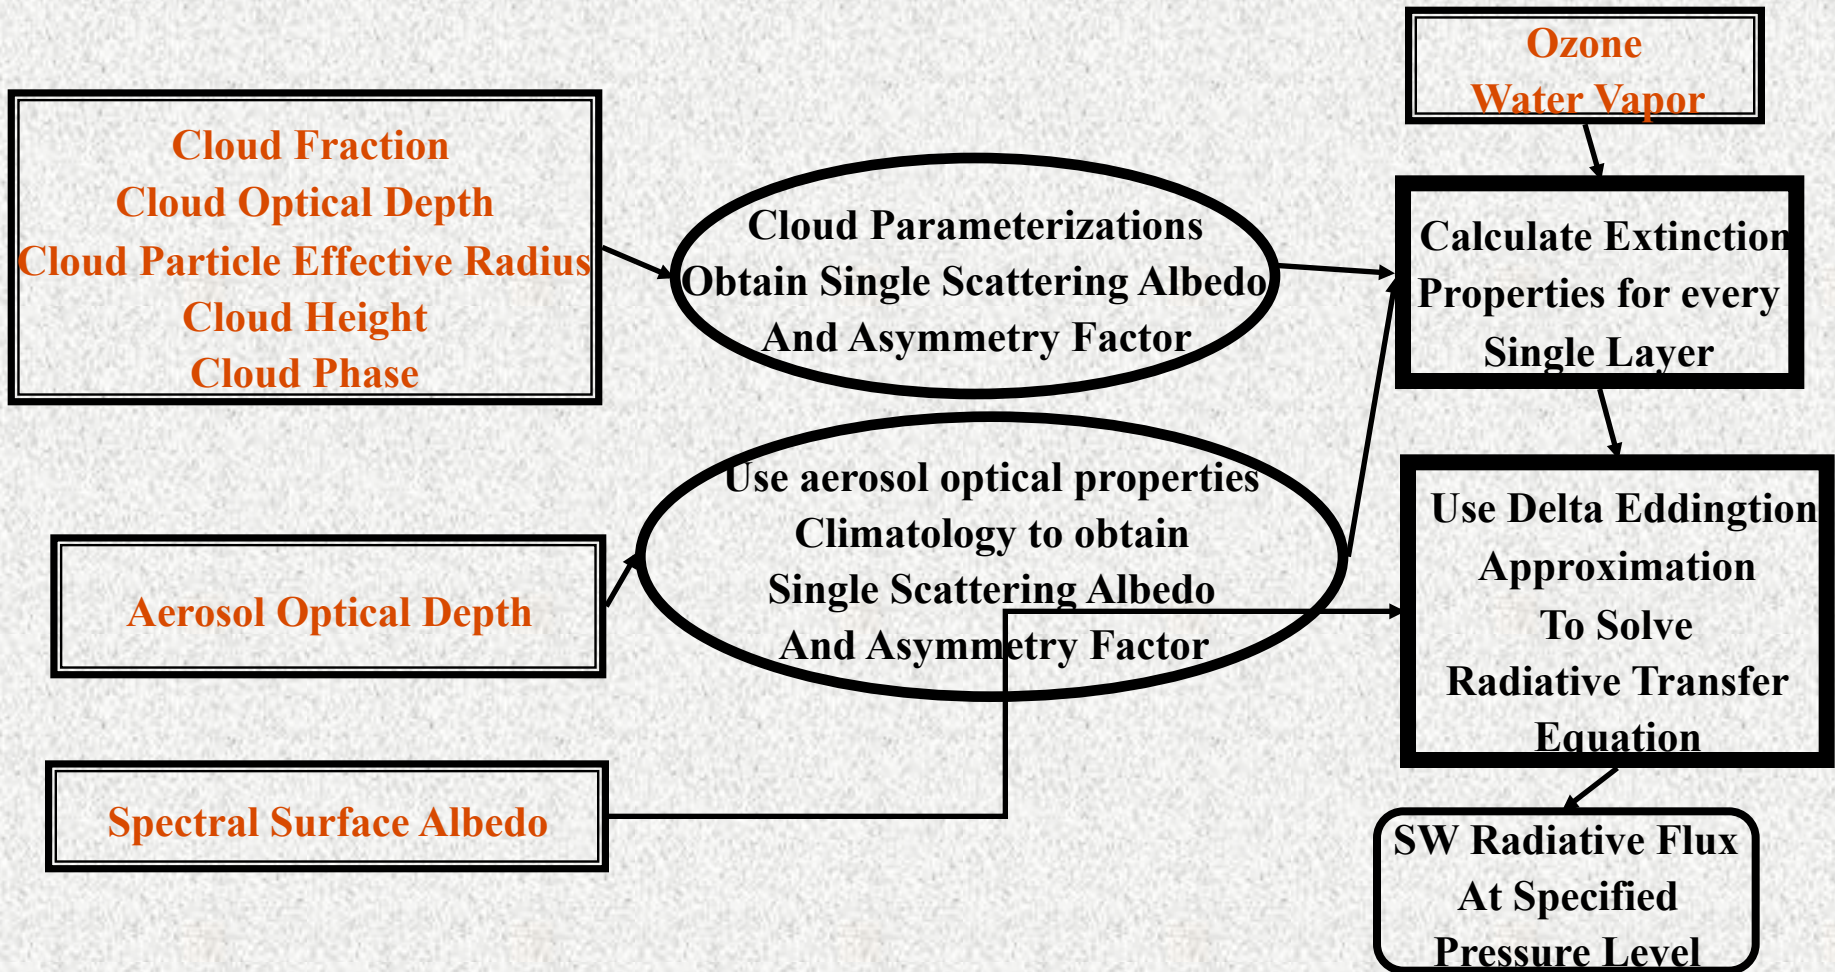 Ozone
Water Vapor
Cloud Fraction
Cloud Optical Depth
Cloud Particle Effective Radius
Cloud Height
Cloud Phase
Cloud Parameterizations
Obtain Single Scattering Albedo
And Asymmetry Factor
Calculate Extinction
Properties for every
Single Layer
Use aerosol optical properties
Climatology to obtain
Single Scattering Albedo
And Asymmetry Factor
Aerosol Optical Depth
Use Delta Eddingtion
Approximation
To Solve
Radiative Transfer
Equation
Spectral Surface Albedo
SW Radiative Flux
At Specified
Pressure Level